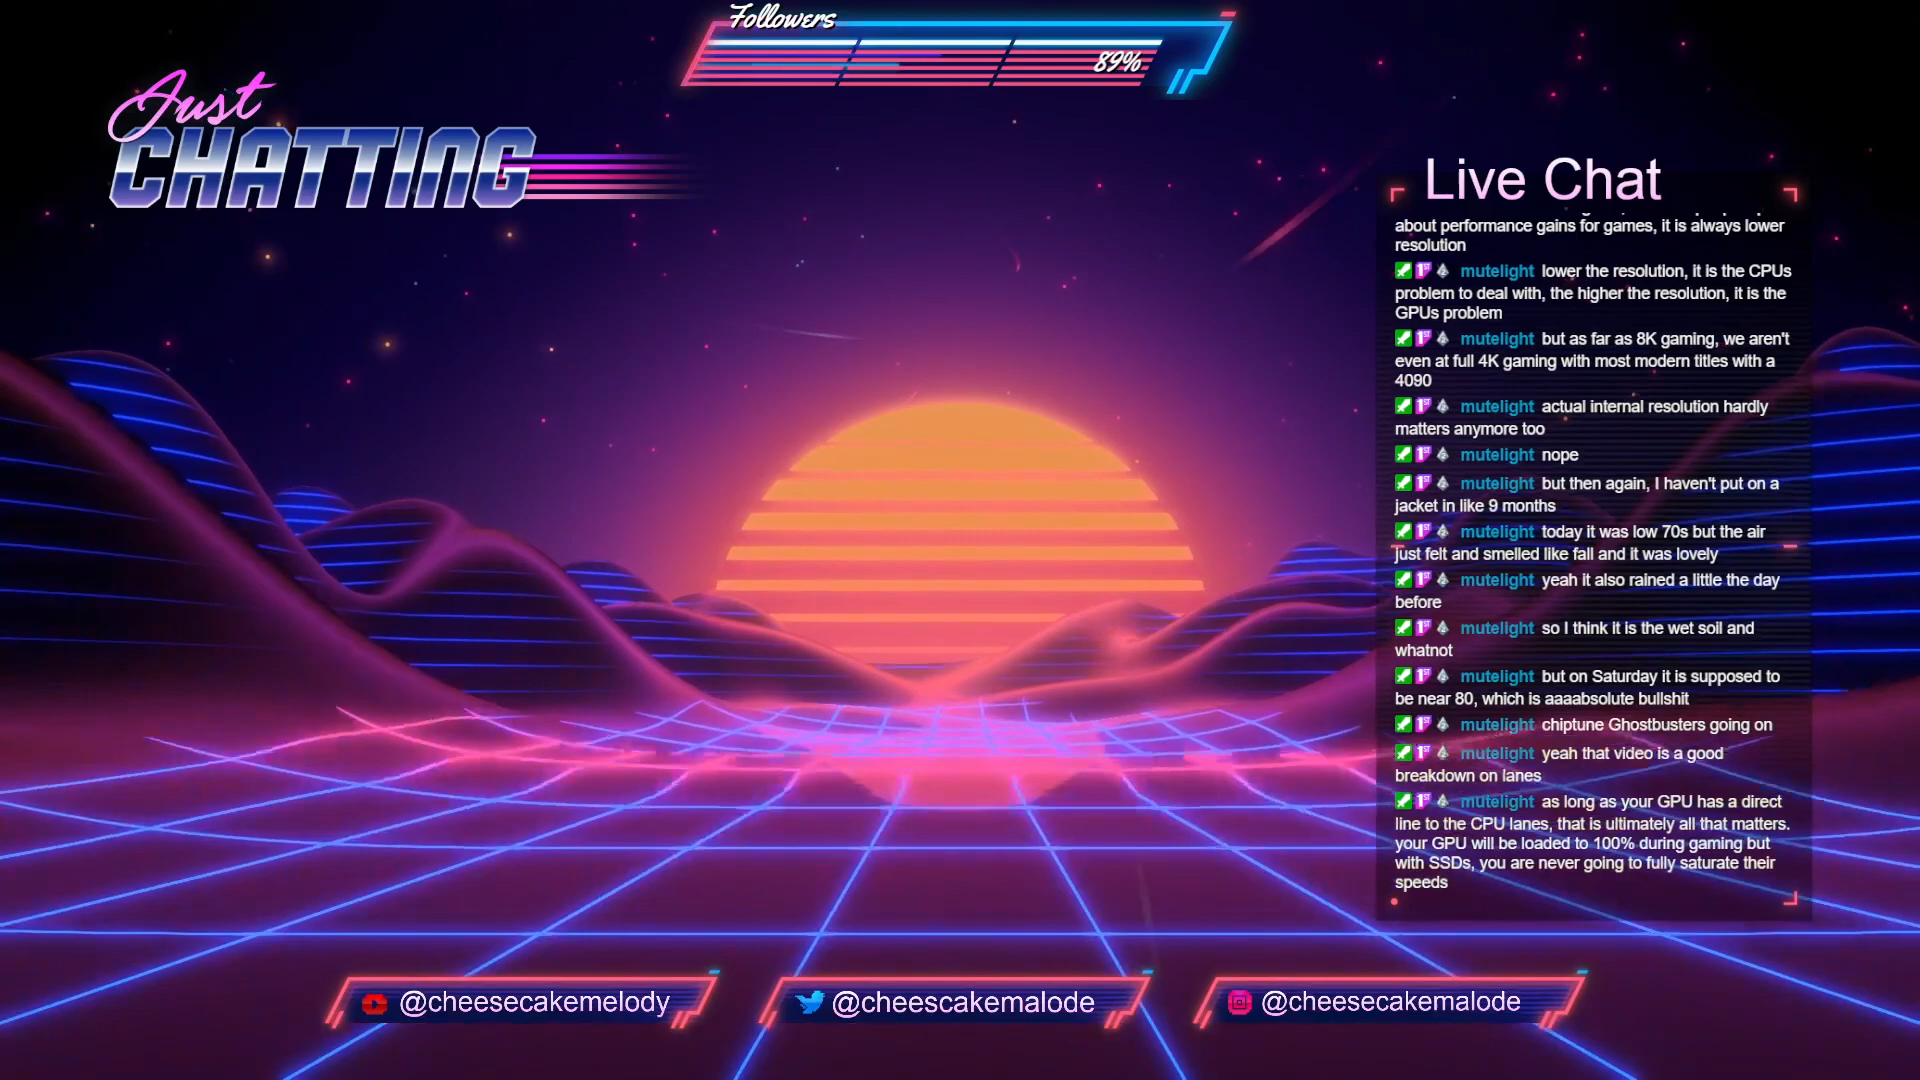 Followers
89%
Just
CHATTING
Live Chat
about performance gains for games, it is always lower
resolution
mutelight lower the resolution, it is the CPUs
problem to deal with, the higher the resolution, it is the
GPUs problem
mutelight but as far as 8K gaming, we aren't
even at full 4K gaming with most modern titles with a
4090
mutelight actual internal resolution hardly
matters anymore too
mutelight nope
mutelight but then again, I haven't put on a
jacket in like 9 months
mutelight today it was low 70s but the air
just felt and smelled like fall and it was lovely
mutelight yeah it also rained a little the day
before
mutelight so I think it is the wet soil and
whatnot
mutelight but on Saturday it is supposed to
be near 80, which is aaaabsolute bullshit
mutelight chiptune Ghostbusters going on
mutelight yeah that video is a good
breakdown on lanes
mutelight as long as your GPU has a direct
line to the CPU lanes, that is ultimately all that matters.
your GPU will be loaded to 100% during gaming but
with SSDs, you are never going to fully saturate their
speeds
@cheesecakemelody
@cheescakemalode
@cheesecakemalode